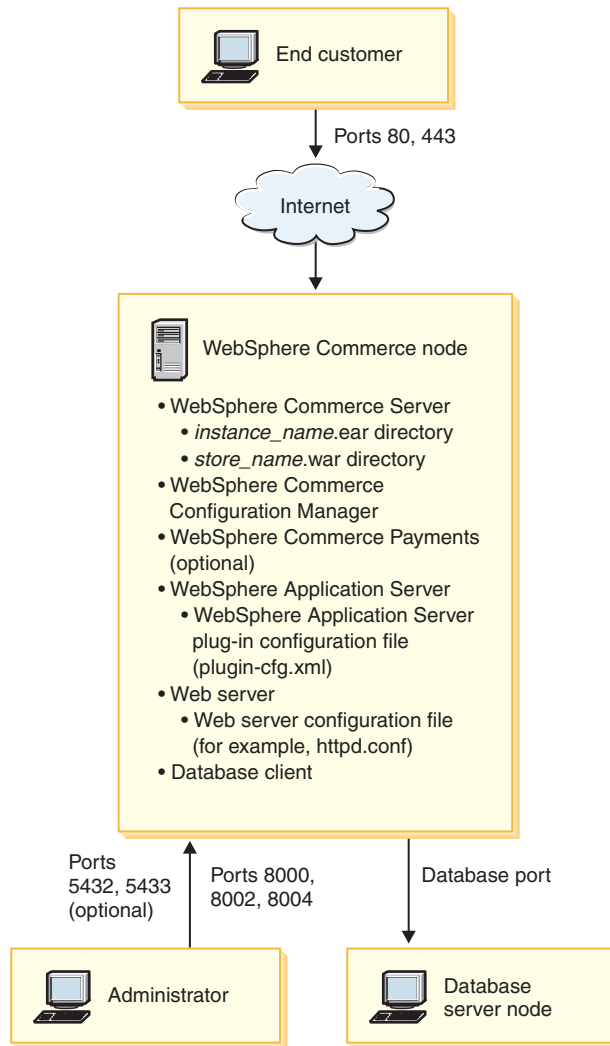 End customer
Ports 80, 443
Internet
WebSphere Commerce node
• WebSphere Commerce Server
• instance_name.ear directory
• store_name.war directory
• WebSphere Commerce
Configuration Manager
• WebSphere Commerce Payments
(optional)
• WebSphere Application Server
• WebSphere Application Server
plug-in configuration file
(plugin-cfg.xml)
• Web server
• Web server configuration file
(for example, httpd.conf)
• Database client
Ports
5432, 5433
(optional)
Ports 8000,
8002, 8004
Database port
Administrator
Database
server node